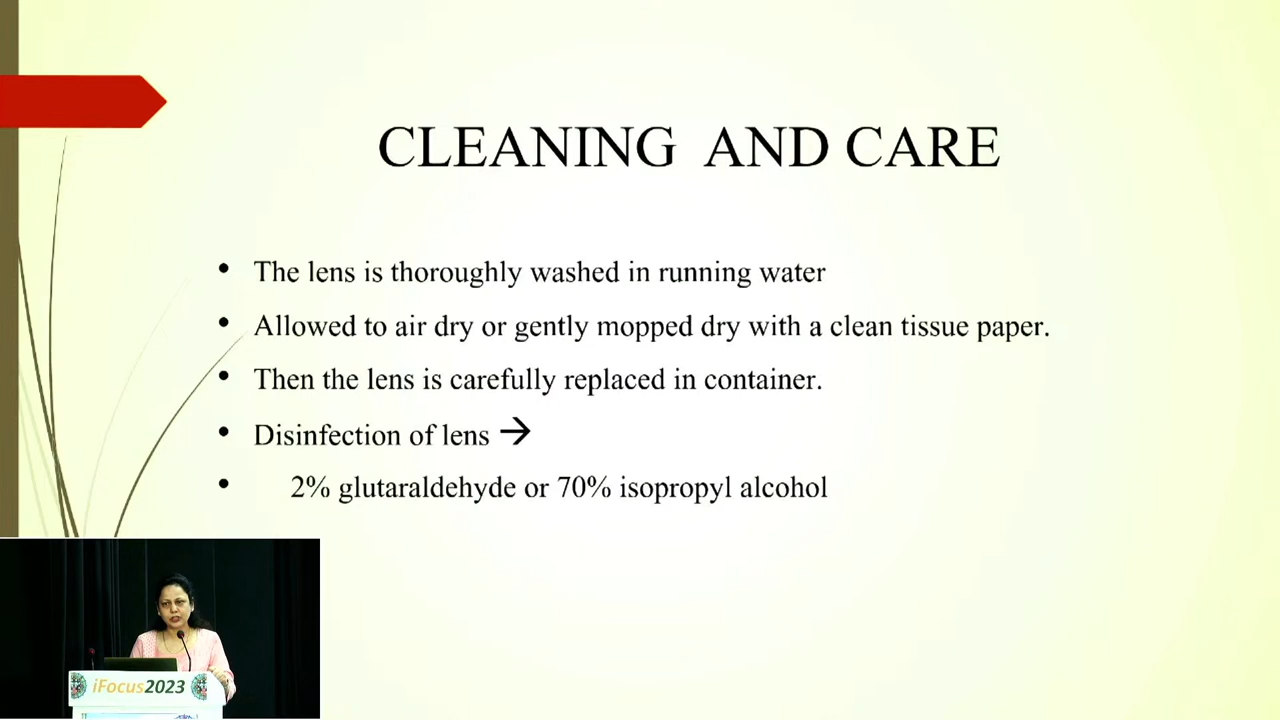 CLEANING AND CARE
• The lens is thoroughly washed in running water
• Allowed to air dry or gently mopped dry with a clean tissue paper.
• Then the lens is carefully replaced in container.
• Disinfection of lens →
• 2% glutaraldehyde or 70% isopropyl alcohol
iFocus2023